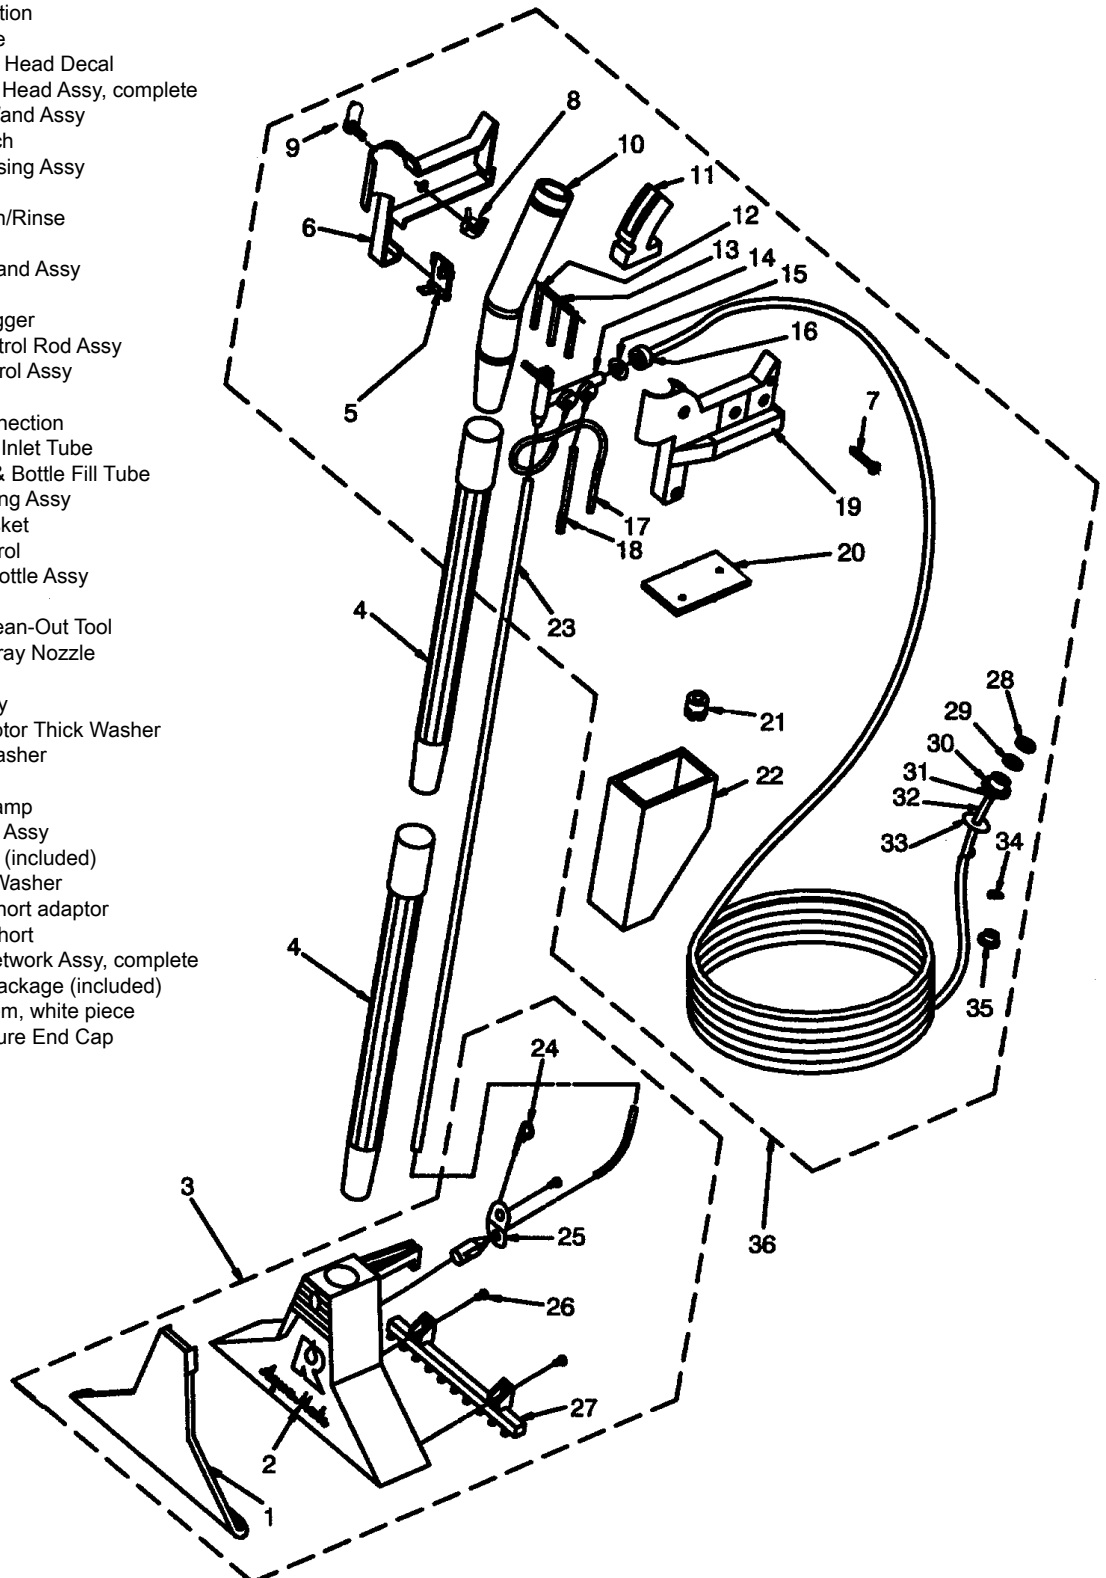 tion
e
Head Decal
Head Assy, complete
and Assy
ch
sing Assy
n/Rinse
and Assy
gger
trol Rod Assy
rol Assy
nection
Inlet Tube
& Bottle Fill Tube
ng Assy
ket
rol
ottle Assy
ean-Out Tool
ray Nozzle
y
ptor Thick Washer
asher
amp
Assy
(included)
Washer
hort adaptor
hort
etwork Assy, complete
ackage (included)
m, white piece
ure End Cap
8
9
10
11
12
13
6
14
15
16
5
7
19
17
18
20
4
23
28
21
29
30
31
22
32
33
34
4
35
24
3
25
36
26
R
27
2
1